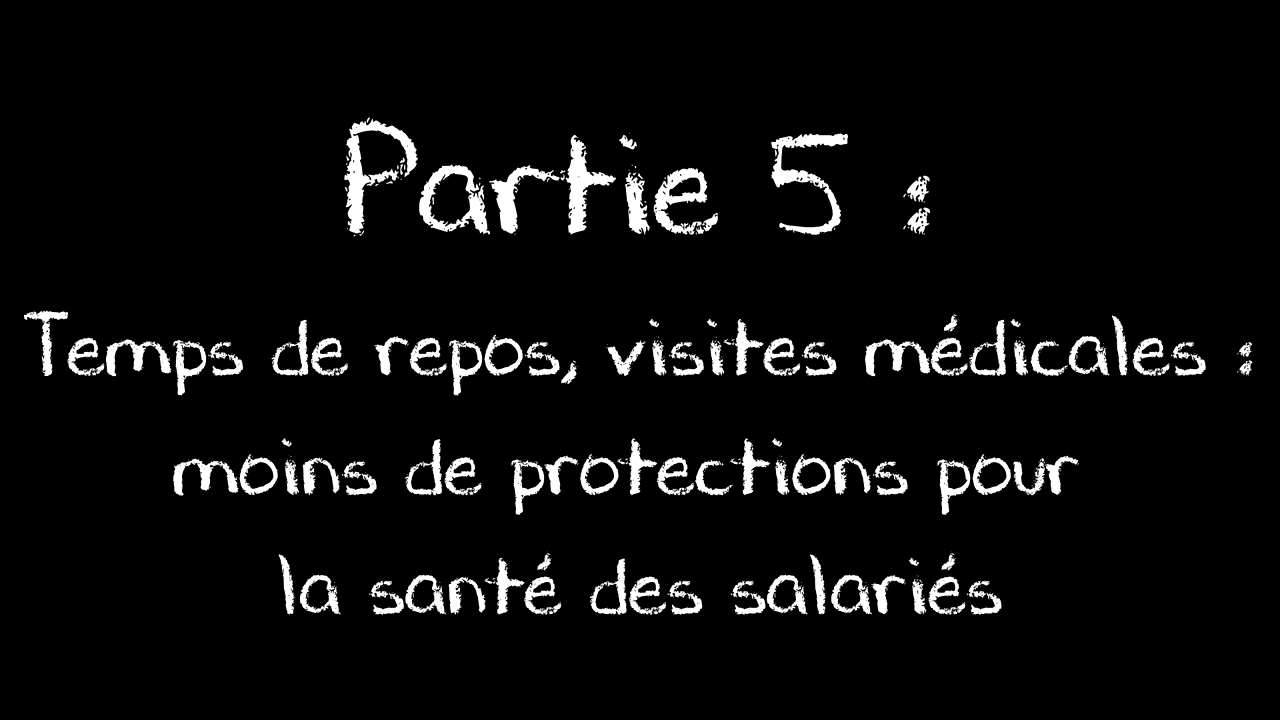 Partie 5 :
Temps de repos, visites médicales :
moins de protections pour
la santé des salariés